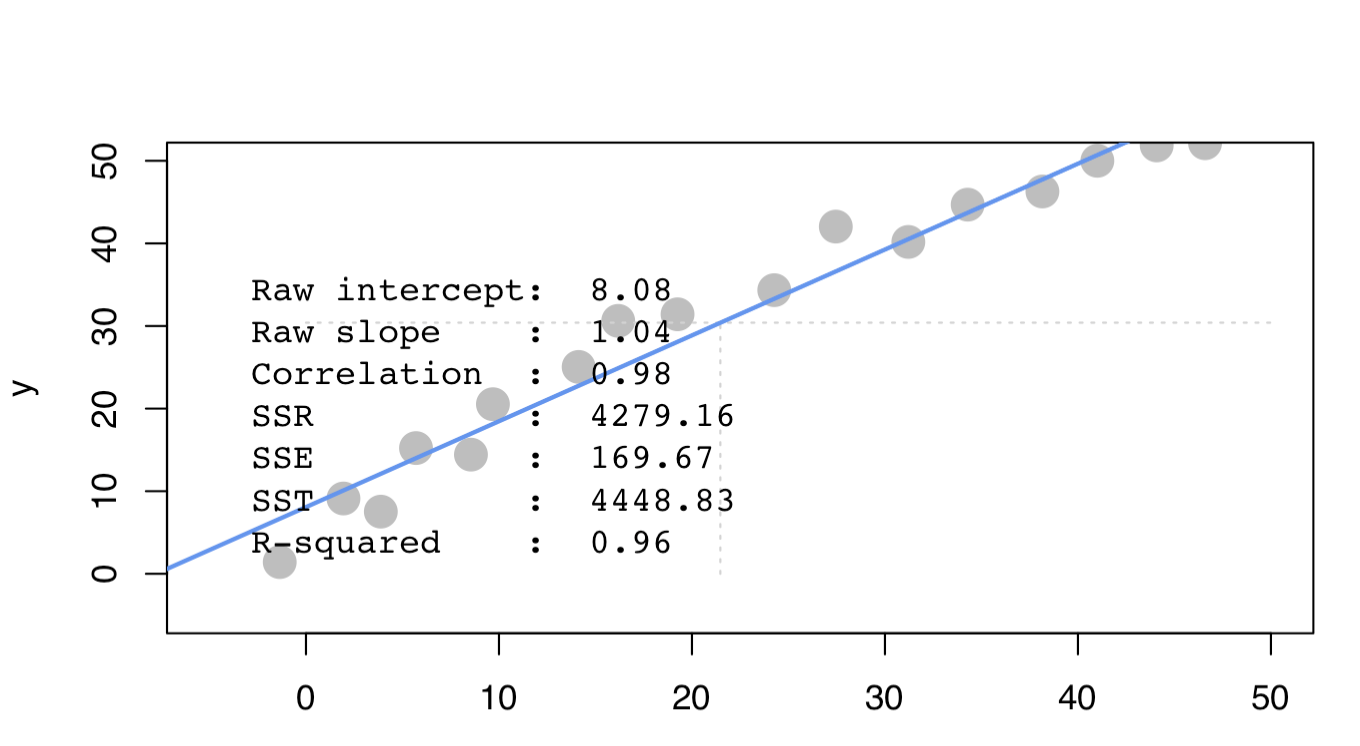 50
40
30
20
10
0
y
Raw intercept: 8.08
Raw slope : 1.04
Correlation : 0.98
SSR : 4279.16
SSE : 169.67
SST : 4448.83
R-squared : 0.96
0 10 20 30 40 50